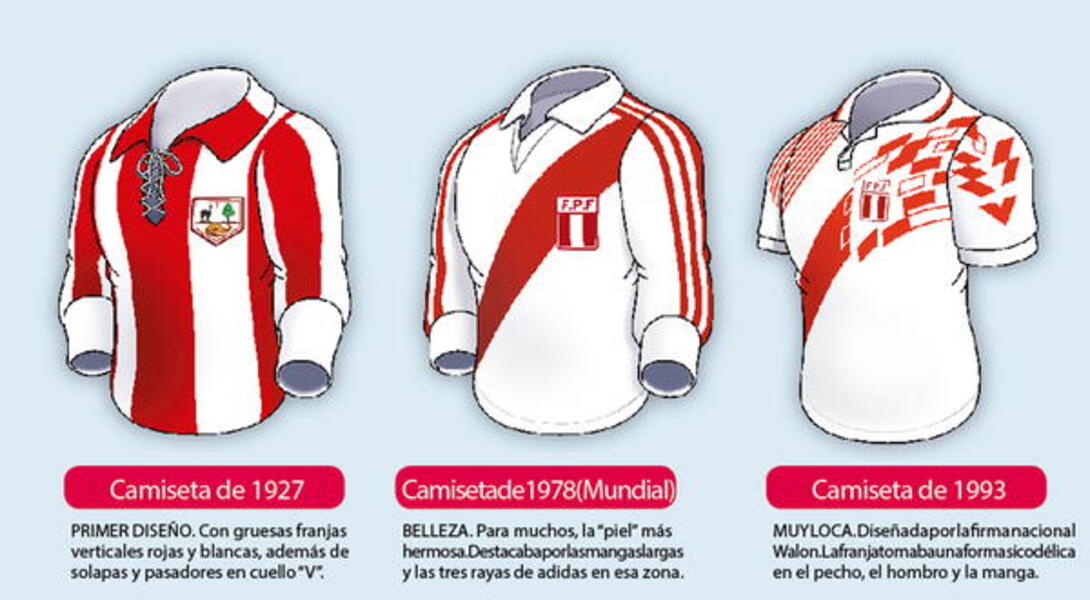 F.P.F
F.P.F
Camiseta de 1927
PRIMER DISEÑO. Con gruesas franjas
verticales rojas y blancas, además de
solapas y pasadores en cuello "V".
Camisetade1978(Mundial)
BELLEZA. Para muchos, la "piel" más
hermosa.Destacabaporlasmangaslargas
y las tres rayas de adidas en esa zona.
Camiseta de 1993
MUYLOCA.Diseñadaporlafirmanacional
Walon.Lafranjatomabaunaformasicodélica
en el pecho, el hombro y la manga.